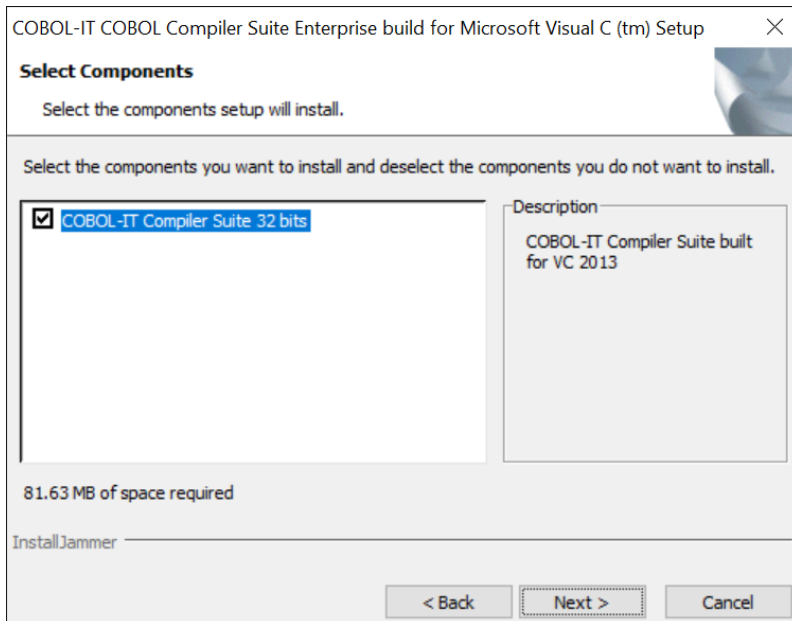 COBOL-IT COBOL Compiler Suite Enterprise build for Microsoft Visual C (tm) Setup
Select Components
Select the components setup will install.
Select the components you want to install and deselect the components you do not want to install.
COBOL-IT Compiler Suite 32 bits
Description
COBOL-IT Compiler Suite built
for VC 2013
81.63 MB of space required
InstallJammer
< Back
Next >
Cancel